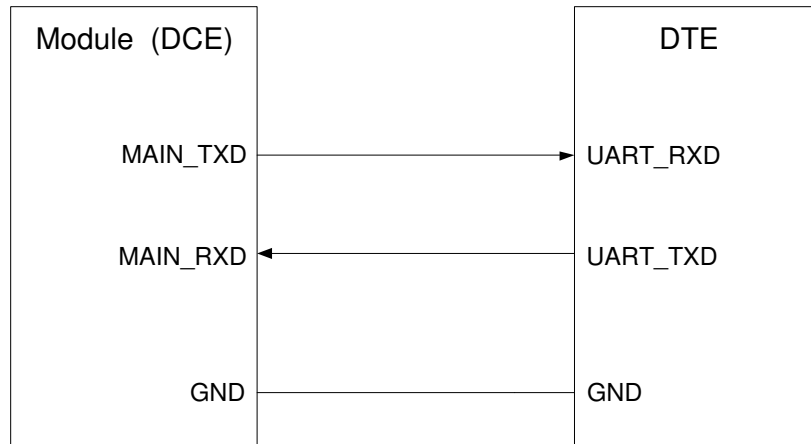 Module (DCE)
DTE
MAIN_TXD
UART_RXD
MAIN_RXD
UART_TXD
GND
GND